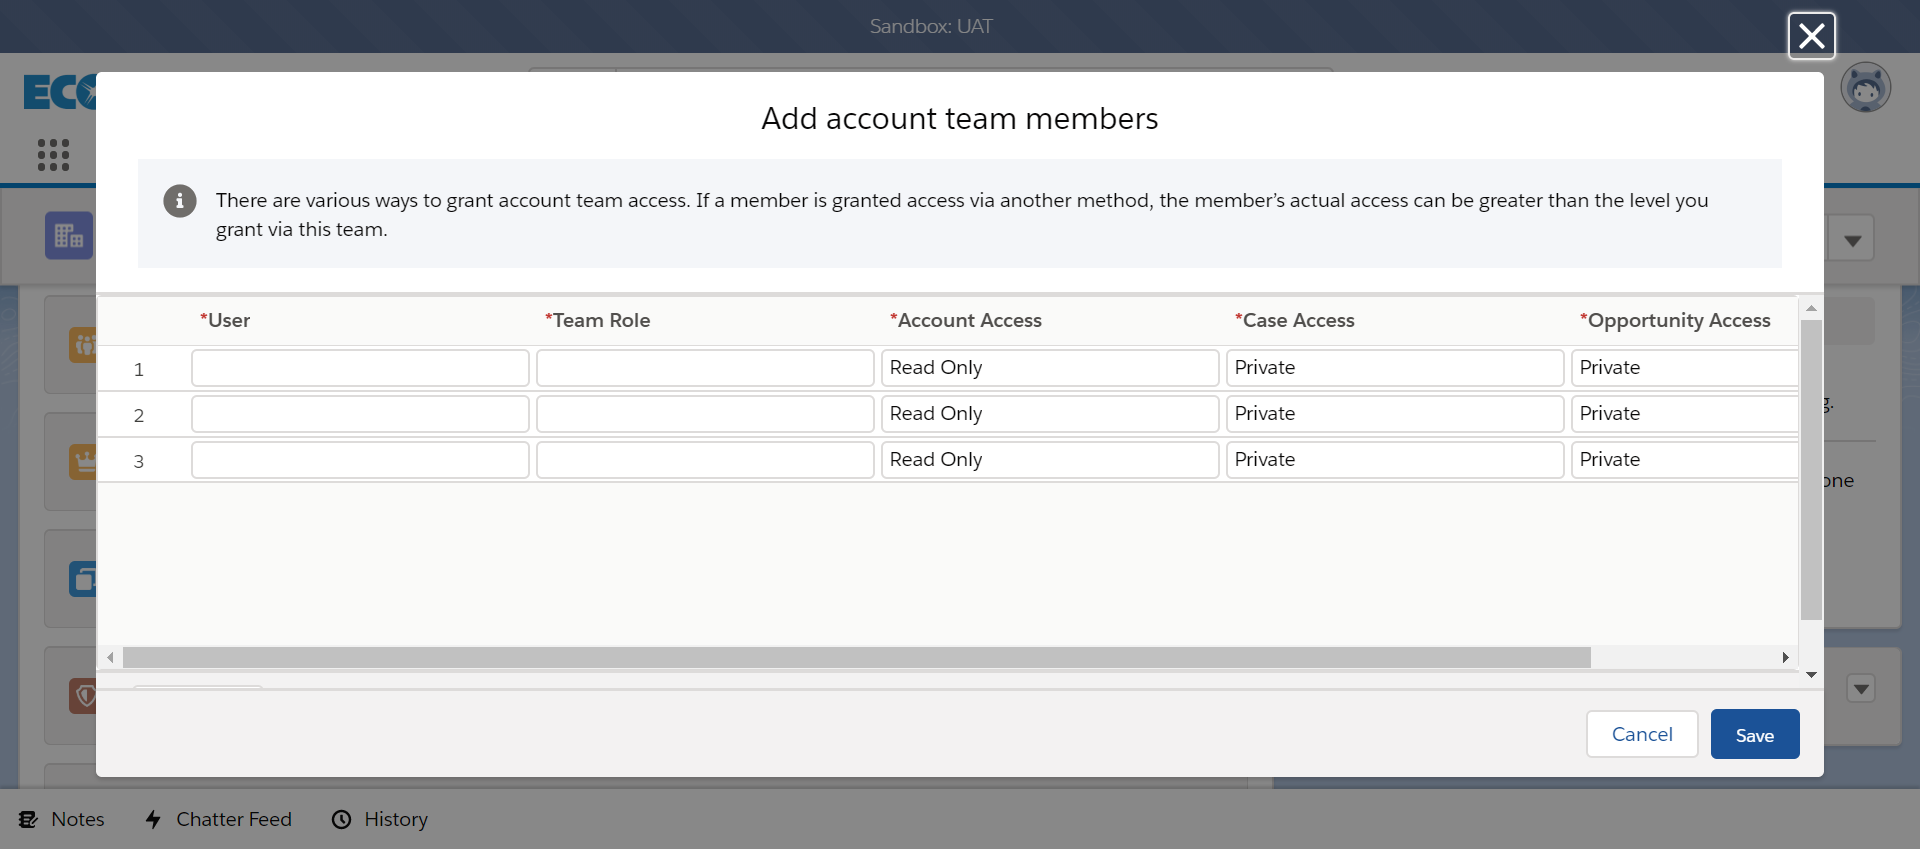 Sandbox: UAT
ECO
Add account team members
There are various ways to grant account team access. If a member is granted access via another method, the member's actual access can be greater than the level you
grant via this team.
*User *Team Role *Account Access *Case Access *Opportunity Access
1 Read Only Private Private
2 Read Only Private Private
3 Read Only Private Private
Cancel Save
Notes Chatter Feed History